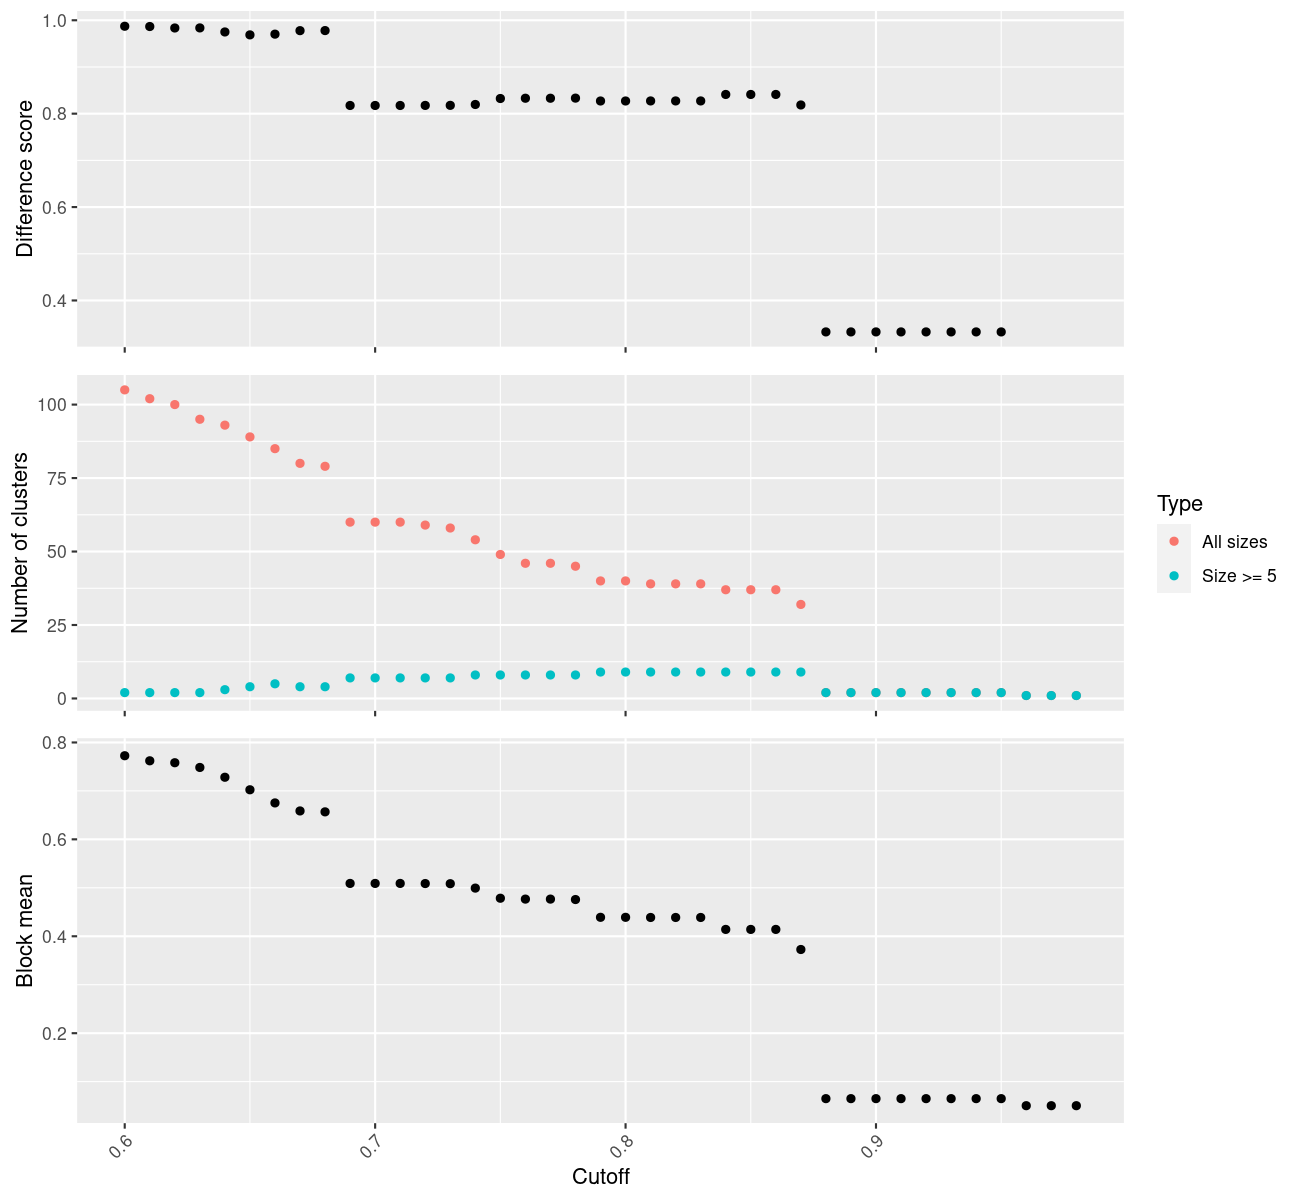 Difference score
1.0
0.8
0.6
0.4
Number of clusters
100
75
50
25
0
Type
All sizes
Size >= 5
Block mean
0.8
0.6
0.4
0.2
0.6
0.7
0.8
0.9
Cutoff